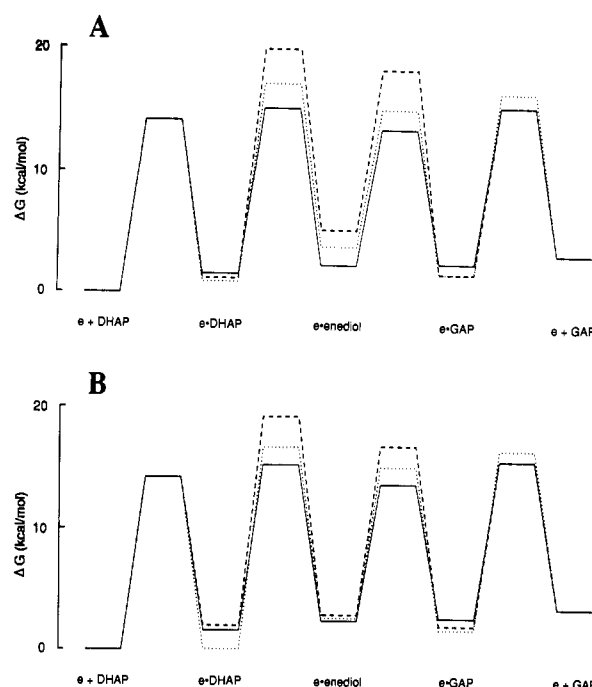 A
20
10
0
ΔG (kcal/mol)
e + DHAP e•DHAP e•enediol e•GAP e + GAP
B
20
10
0
ΔG (kcal/mol)
e + DHAP e•DHAP e•enediol e•GAP e + GAP